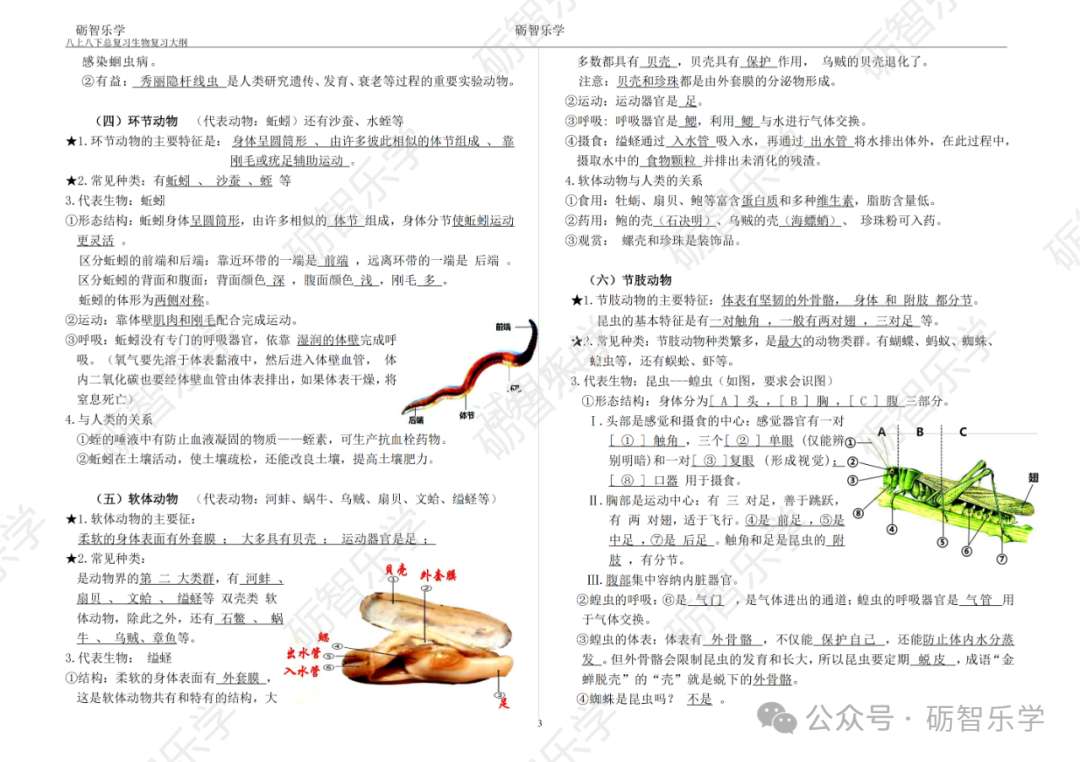 砺智乐学
八上八下总复习生物复习大纲
感染蛔虫病。
②有益：秀丽隐杆线虫 是人类研究遗传、发育、衰老等过程的重要实验动物。
（四）环节动物 （代表动物：蚯蚓）还有沙蚕、水蛭等
★1.环节动物的主要特征是： 身体呈圆筒形 、 由许多彼此相似的体节组成 、 靠
刚毛或疣足辅助运动 。
★2.常见种类：有蚯蚓 、 沙蚕 、蛭 等
3.代表生物：蚯蚓
①形态结构：蚯蚓身体呈圆筒形，由许多相似的 体节 组成，身体分节使蚯蚓运动
更灵活 。
区分蚯蚓的前端和后端：靠近环带的一端是 前端 ，远离环带的一端是 后端 。
区分蚯蚓的背面和腹面：背面颜色 深 ，腹面颜色 浅 ，刚毛 多 。
蚯蚓的体形为两侧对称。
②运动：靠体壁肌肉和刚毛配合完成运动。
③呼吸：蚯蚓没有专门的呼吸器官，依靠 湿润的体壁完成呼
吸。（氧气要先溶于体表黏液中，然后进入体壁血管， 体
内二氧化碳也要经体壁血管由体表排出，如果体表干燥，将
窒息死亡）
前端
体节
后端
4.与人类的关系
①蛭的唾液中有防止血液凝固的物质——蛭素，可生产抗血栓药物。
②蚯蚓在土壤活动，使土壤疏松，还能改良土壤，提高土壤肥力。
（五）软体动物 （代表动物：河蚌、蜗牛、乌贼、扇贝、文蛤、缢蛏等）
★1.软体动物的主要征：
柔软的身体表面有外套膜 ； 大多具有贝壳 ； 运动器官是足 ；
★2.常见种类：
是动物界的第 二 大类群，有 河蚌 、
扇贝 、 文蛤 、 缢蛏等 双壳类 软
体动物，除此之外，还有 石鳖 、 蜗
牛 、 乌贼、章鱼等。
3.代表生物： 缢蛏
①结构：柔软的身体表面有 外套膜 ，
这是软体动物共有和特有的结构，大
贝壳
①
外套膜
②
鳃 ④
出水管 ⑤
入水管 ⑥
③
足
砺智乐学
多数都具有 贝壳 ，贝壳具有 保护 作用， 乌贼的贝壳退化了。
注意：贝壳和珍珠都是由外套膜的分泌物形成。
②运动：运动器官是 足。
③呼吸：呼吸器官是 鳃，利用 鳃 与水进行气体交换。
④摄食：缢蛏通过 入水管 吸入水，再通过 出水管 将水排出体外，在此过程中，
摄取水中的 食物颗粒 并排出未消化的残渣。
4.软体动物与人类的关系
①食用：牡蛎、扇贝、鲍等富含蛋白质和多种维生素，脂肪含量低。
②药用：鲍的壳（石决明）、乌贼的壳（海螵蛸）、 珍珠粉可入药。
③观赏： 螺壳和珍珠是装饰品。
（六）节肢动物
★1.节肢动物的主要特征：体表有坚韧的外骨骼， 身体 和 附肢 都分节。
昆虫的基本特征是有一对触角 ，一般有两对翅 ，三对足 等。
★2.常见种类：节肢动物种类繁多，是最大的动物类群。有蝴蝶、蚂蚁、蜘蛛、
蝗虫等，还有蜈蚣、虾等。
3.代表生物：昆虫---蝗虫（如图，要求会识图）
①形态结构：身体分为[ A ] 头 ，[ B ] 胸 ，[ C ] 腹 三部分。
Ⅰ.头部是感觉和摄食的中心：感觉器官有一对
[ ① ] 触角 ，三个[ ② ] 单眼 (仅能辨
别明暗)和一对[ ③ ]复眼 (形成视觉)；
[ ⑧ ] 口器 用于摄食。
Ⅱ.胸部是运动中心；有 三 对足，善于跳跃，
有 两 对翅，适于飞行。④是 前足 ，⑤是
中足 ，⑦是 后足 。触角和足是昆虫的 附
肢 ，有分节。
Ⅲ.腹部集中容纳内脏器官。
A B C
①
②
③
翅
⑧
④
⑤
⑥
⑦
②蝗虫的呼吸：⑥是 气门 ，是气体进出的通道；蝗虫的呼吸器官是 气管 用
于气体交换。
③蝗虫的体表：体表有 外骨骼 ，不仅能 保护自己 ，还能防止体内水分蒸
发 。但外骨骼会限制昆虫的发育和长大，所以昆虫要定期 蜕皮 ，成语“金
蝉脱壳”的“壳”就是蜕下的外骨骼。
④蜘蛛是昆虫吗？ 不是 。
3
公众号 · 砺智乐学